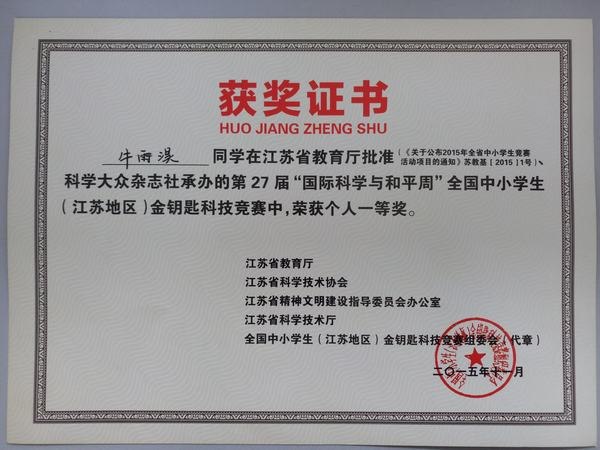 获奖证书
HUO JIANG ZHENG SHU
牛雨淏 同学在江苏省教育厅批准(《关于公布2015年全省中小学生竞赛
活动项目的通知》苏教基[2015]1号)、
科学大众杂志社承办的第27届“国际科学与和平周”全国中小学生
(江苏地区)金钥匙科技竞赛中,荣获个人一等奖。
江苏省教育厅
江苏省科学技术协会
江苏省精神文明建设指导委员会办公室
江苏省科学技术厅
全国中小学生(江苏地区)金钥匙科技竞赛组委会(代章)
二〇一五年十一月